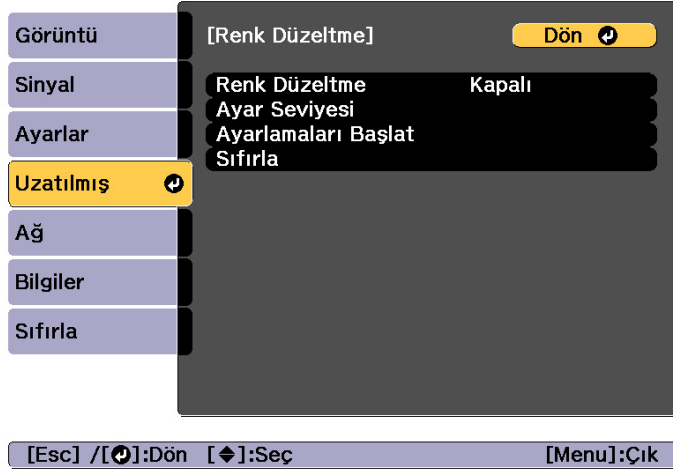 Görüntü
Sinyal
Ayarlar
Uzatılmış
Ağ
Bilgiler
Sıfırla
[Renk Düzeltme] Dön
Renk Düzeltme Kapalı
Ayar Seviyesi
Ayarlamaları Başlat
Sıfırla
[Esc] /[⏎]:Dön [◆]:Seç [Menu]:Çık